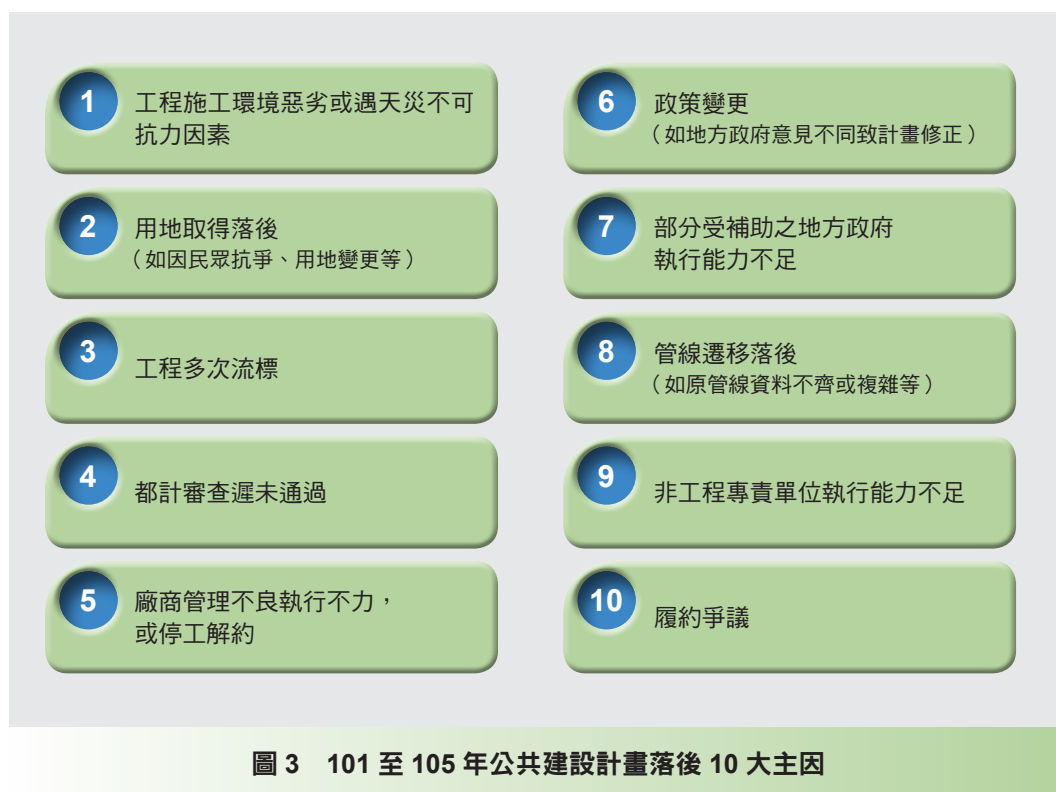 1
工程施工環境惡劣或遇天災不可
抗力因素
2
用地取得落後
（如因民眾抗爭、用地變更等）
3
工程多次流標
4
都計審查遲未通過
5
廠商管理不良執行不力，
或停工解約
6
政策變更
（如地方政府意見不同致計畫修正）
7
部分受補助之地方政府
執行能力不足
8
管線遷移落後
（如原管線資料不齊或複雜等）
9
非工程專責單位執行能力不足
10
履約爭議
圖 3　101 至 105 年公共建設計畫落後 10 大主因